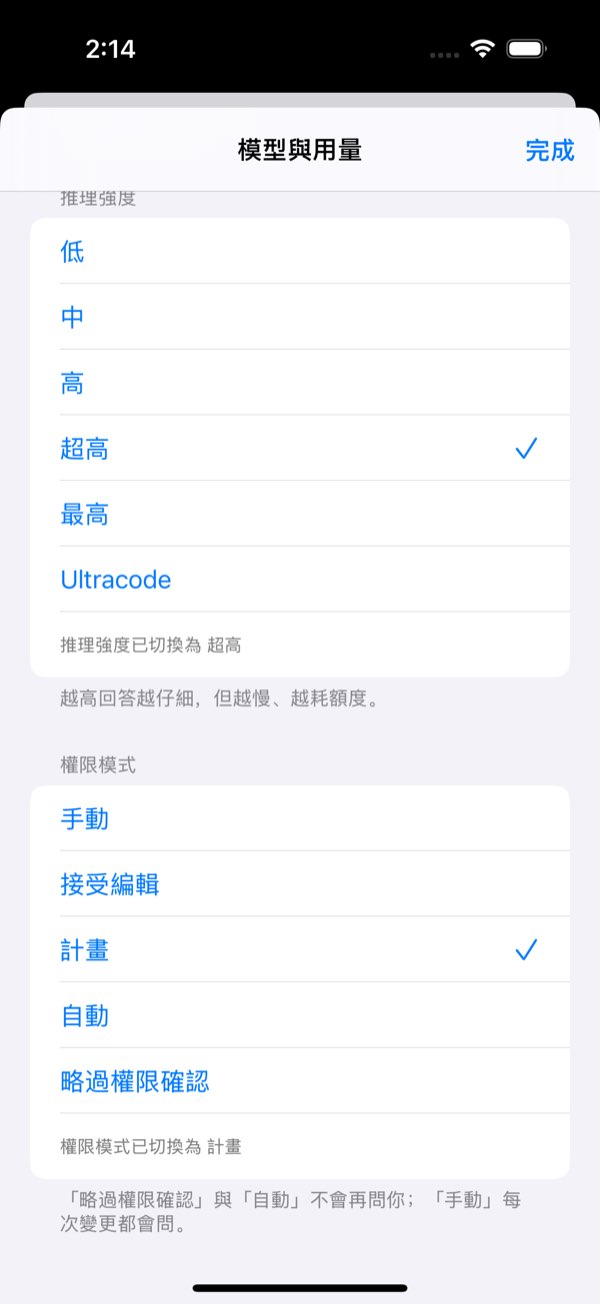 2:14
模型與用量
完成
推理強度
低
中
高
超高
最高
Ultracode
推理強度已切換為 超高
越高回答越仔細，但越慢、越耗額度。
權限模式
手動
接受編輯
計畫
自動
略過權限確認
權限模式已切換為 計畫
「略過權限確認」與「自動」不會再問你；「手動」每
次變更都會問。